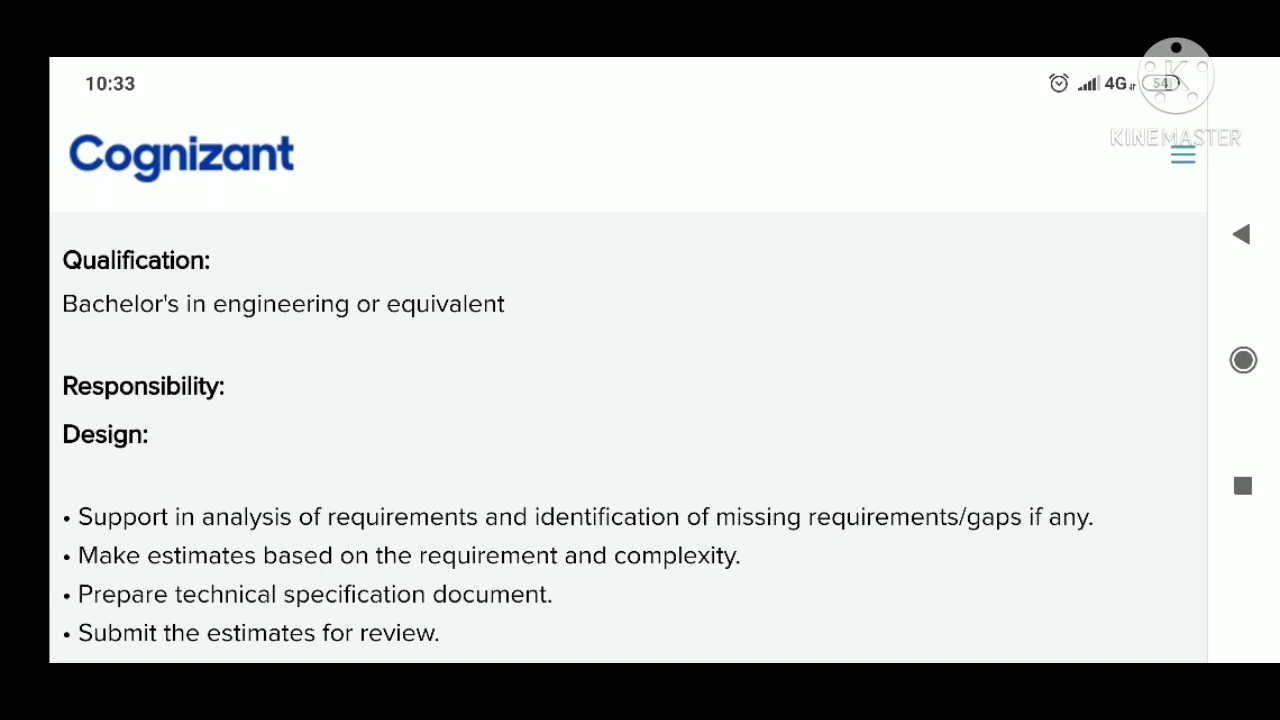 10:33
4G
54
KINEMASTER
Cognizant
Qualification:
Bachelor's in engineering or equivalent
Responsibility:
Design:
• Support in analysis of requirements and identification of missing requirements/gaps if any.
• Make estimates based on the requirement and complexity.
• Prepare technical specification document.
• Submit the estimates for review.